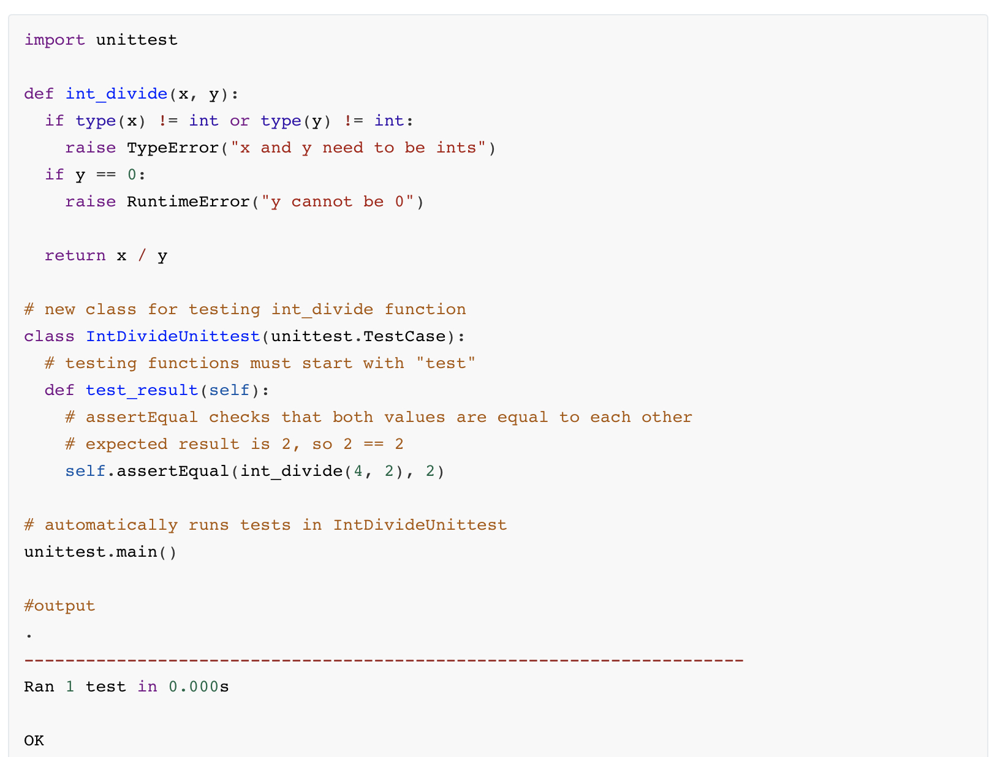 import unittest

def int_divide(x, y):
  if type(x) != int or type(y) != int:
    raise TypeError("x and y need to be ints")
  if y == 0:
    raise RuntimeError("y cannot be 0")

  return x / y

# new class for testing int_divide function
class IntDivideUnittest(unittest.TestCase):
  # testing functions must start with "test"
  def test_result(self):
    # assertEqual checks that both values are equal to each other
    # expected result is 2, so 2 == 2
    self.assertEqual(int_divide(4, 2), 2)

# automatically runs tests in IntDivideUnittest
unittest.main()

#output
.
----------------------------------------------------------------------
Ran 1 test in 0.000s

OK